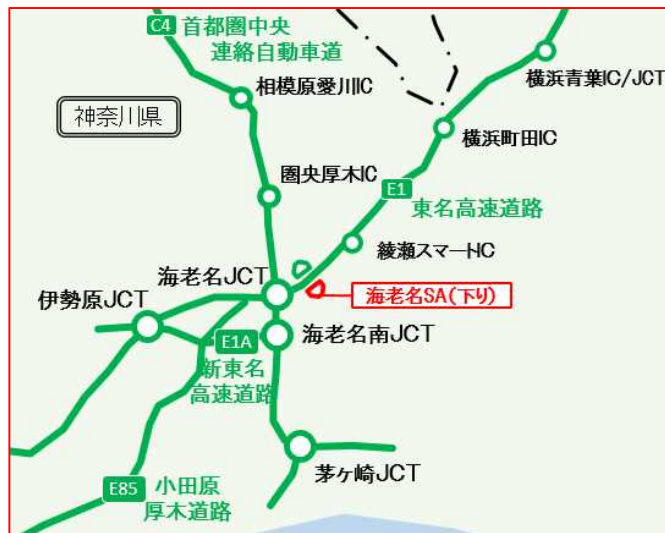 C4 首都圏中央
連絡自動車道
相模原愛川IC
横浜青葉IC/JCT
神奈川県
横浜町田IC
圏央厚木IC
E1
東名高速道路
綾瀬スマートIC
海老名JCT
海老名SA(下り)
伊勢原JCT
海老名南JCT
E1A
新東名
高速道路
茅ヶ崎JCT
E85 小田原
厚木道路